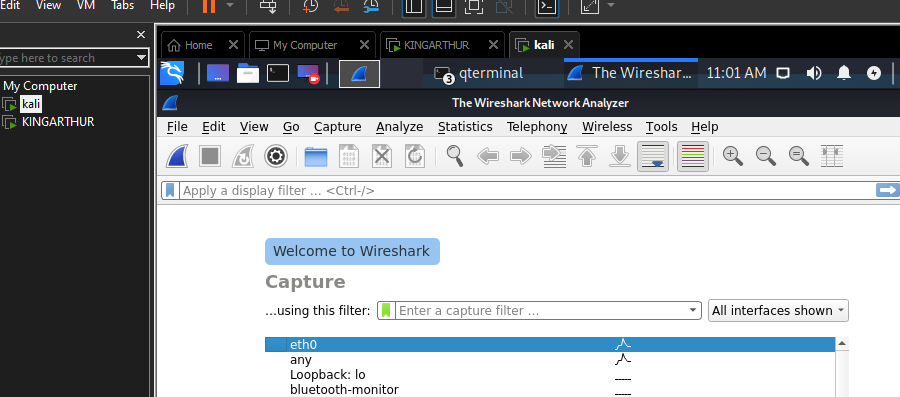 Edit View VM Tabs Help
Home My Computer KINGARTHUR kali
ype here to search
My Computer
kali
KINGARTHUR
3 qterminal The Wireshar... 11:01 AM
The Wireshark Network Analyzer
File Edit View Go Capture Analyze Statistics Telephony Wireless Tools Help
Apply a display filter ... <Ctrl-/>
Welcome to Wireshark
Capture
...using this filter: Enter a capture filter ... All interfaces shown
eth0
any
Loopback: lo
bluetooth-monitor